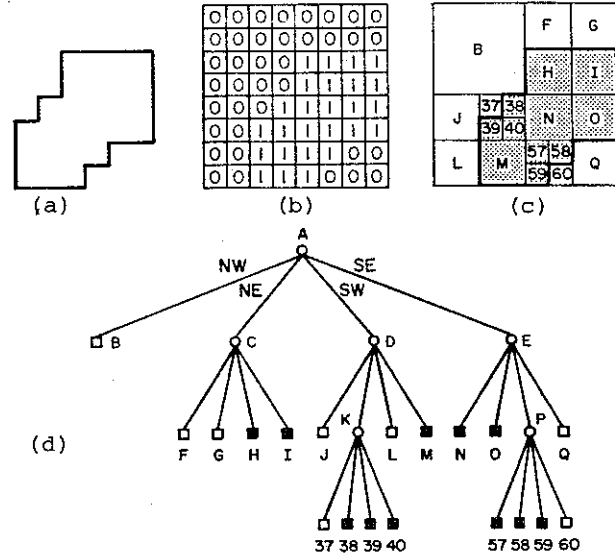 0 0 0 0 0 0 0 0
0 0 0 0 0 0 0 0
0 0 0 0 1 1 1 1
0 0 0 0 1 1 1 1
0 0 0 1 1 1 1 1
0 0 1 1 1 1 1 1
0 0 1 1 1 1 0 0
0 0 1 1 1 0 0 0
F G
B
H I
37 38
J N O
39 40
57 58
L M Q
59 60
(a) (b) (c)
A
NW SE
NE SW
B C D E
K P
(d)
F G H I J L M N O Q
37 38 39 40 57 58 59 60